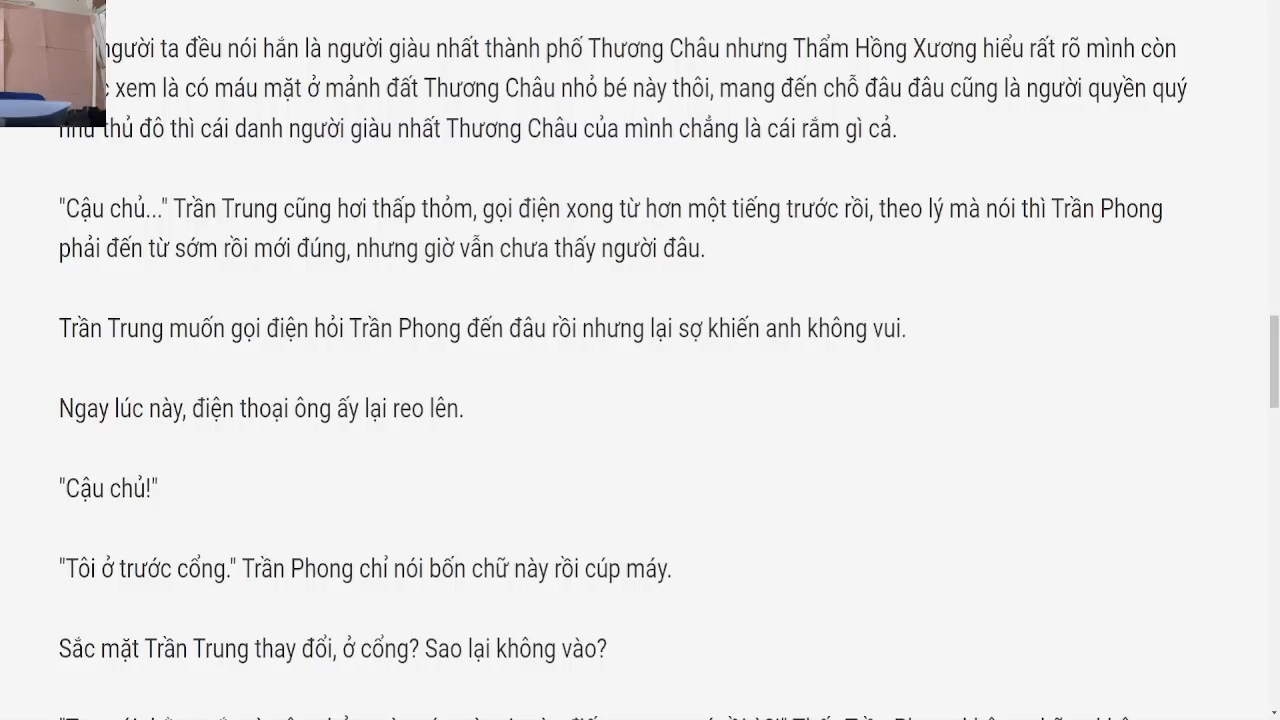 người ta đều nói hắn là người giàu nhất thành phố Thương Châu nhưng Thẩm Hồng Xương hiểu rất rõ mình còn
xem là có máu mặt ở mảnh đất Thương Châu nhỏ bé này thôi, mang đến chỗ đâu đâu cũng là người quyền quý
như thủ đô thì cái danh người giàu nhất Thương Châu của mình chẳng là cái rắm gì cả.
"Cậu chủ..." Trần Trung cũng hơi thấp thỏm, gọi điện xong từ hơn một tiếng trước rồi, theo lý mà nói thì Trần Phong
phải đến từ sớm rồi mới đúng, nhưng giờ vẫn chưa thấy người đâu.
Trần Trung muốn gọi điện hỏi Trần Phong đến đâu rồi nhưng lại sợ khiến anh không vui.
Ngay lúc này, điện thoại ông ấy lại reo lên.
"Cậu chủ!"
"Tôi ở trước cổng." Trần Phong chỉ nói bốn chữ này rồi cúp máy.
Sắc mặt Trần Trung thay đổi, ở cổng? Sao lại không vào?